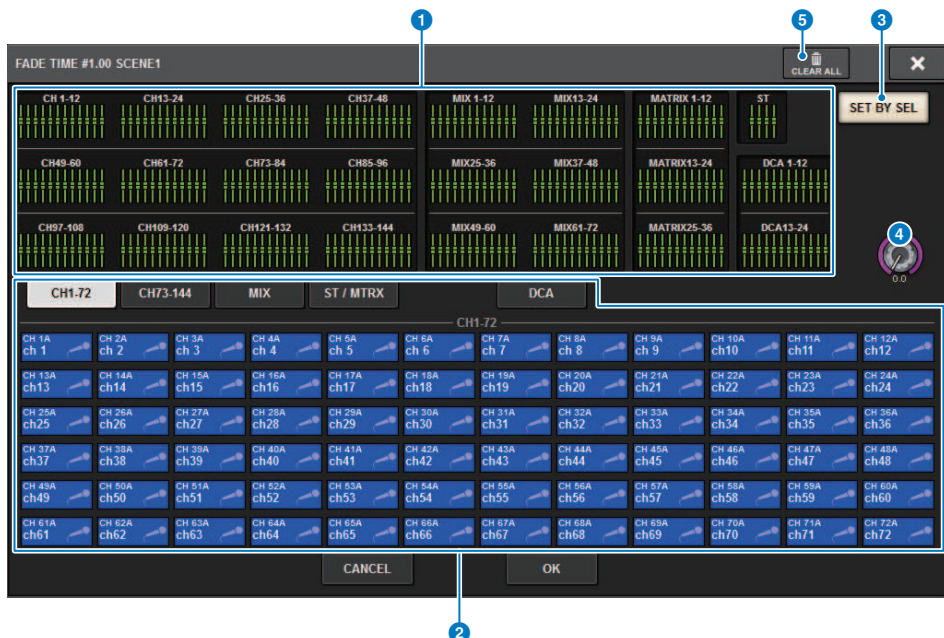 1 5 3
FADE TIME #1.00 SCENE1 CLEAR ALL
CH 1-12 CH13-24 CH25-36 CH37-48 MIX 1-12 MIX13-24 MATRIX 1-12 ST SET BY SEL
CH49-60 CH61-72 CH73-84 CH85-96 MIX25-36 MIX37-48 MATRIX13-24 DCA 1-12
CH97-108 CH109-120 CH121-132 CH133-144 MIX49-60 MIX61-72 MATRIX25-36 DCA13-24
4
0.0
CH1-72 CH73-144 MIX ST / MTRX DCA
CH1-72
CH 1A CH 2A CH 3A CH 4A CH 5A CH 6A CH 7A CH 8A CH 9A CH 10A CH 11A CH 12A
ch 1 ch 2 ch 3 ch 4 ch 5 ch 6 ch 7 ch 8 ch 9 ch10 ch11 ch12
CH 13A CH 14A CH 15A CH 16A CH 17A CH 18A CH 19A CH 20A CH 21A CH 22A CH 23A CH 24A
ch13 ch14 ch15 ch16 ch17 ch18 ch19 ch20 ch21 ch22 ch23 ch24
CH 25A CH 26A CH 27A CH 28A CH 29A CH 30A CH 31A CH 32A CH 33A CH 34A CH 35A CH 36A
ch25 ch26 ch27 ch28 ch29 ch30 ch31 ch32 ch33 ch34 ch35 ch36
CH 37A CH 38A CH 39A CH 40A CH 41A CH 42A CH 43A CH 44A CH 45A CH 46A CH 47A CH 48A
ch37 ch38 ch39 ch40 ch41 ch42 ch43 ch44 ch45 ch46 ch47 ch48
CH 49A CH 50A CH 51A CH 52A CH 53A CH 54A CH 55A CH 56A CH 57A CH 58A CH 59A CH 60A
ch49 ch50 ch51 ch52 ch53 ch54 ch55 ch56 ch57 ch58 ch59 ch60
CH 61A CH 62A CH 63A CH 64A CH 65A CH 66A CH 67A CH 68A CH 69A CH 70A CH 71A CH 72A
ch61 ch62 ch63 ch64 ch65 ch66 ch67 ch68 ch69 ch70 ch71 ch72
CANCEL OK
2